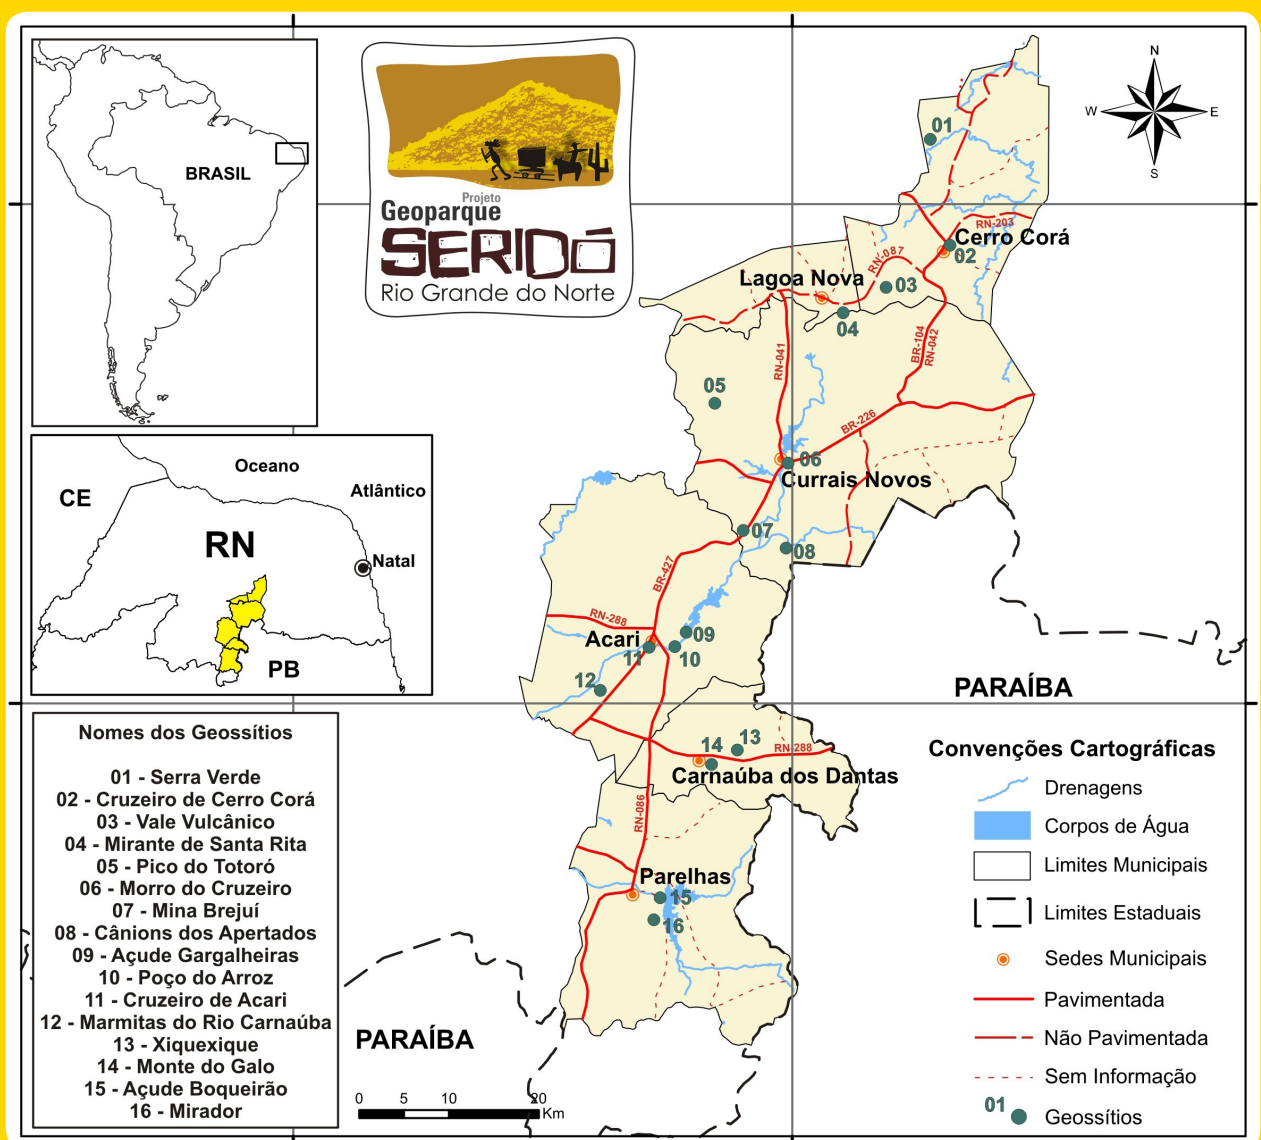 BRASIL
Projeto
Geoparque
SERIDÓ
Rio Grande do Norte
N
W
E
S
Oceano
Atlântico
CE
RN
Natal
PB
01
RN-203
Cerro Corá
02
RN-087
Lagoa Nova
03
04
BR-104
RN-042
RN-041
05
BR-226
06
Currais Novos
07
08
BR-427
RN-288
Acari
09
11
10
12
PARAÍBA
13
14
RN-288
Carnaúba dos Dantas
RN-086
Parelhas
15
16
PARAÍBA
Nomes dos Geossítios
01 - Serra Verde
02 - Cruzeiro de Cerro Corá
03 - Vale Vulcânico
04 - Mirante de Santa Rita
05 - Pico do Totoró
06 - Morro do Cruzeiro
07 - Mina Brejuí
08 - Cânions dos Apertados
09 - Açude Gargalheiras
10 - Poço do Arroz
11 - Cruzeiro de Acari
12 - Marmitas do Rio Carnaúba
13 - Xiquexique
14 - Monte do Galo
15 - Açude Boqueirão
16 - Mirador
0 5 10 20
Km
Convenções Cartográficas
Drenagens
Corpos de Água
Limites Municipais
Limites Estaduais
Sedes Municipais
Pavimentada
Não Pavimentada
Sem Informação
01
Geossítios